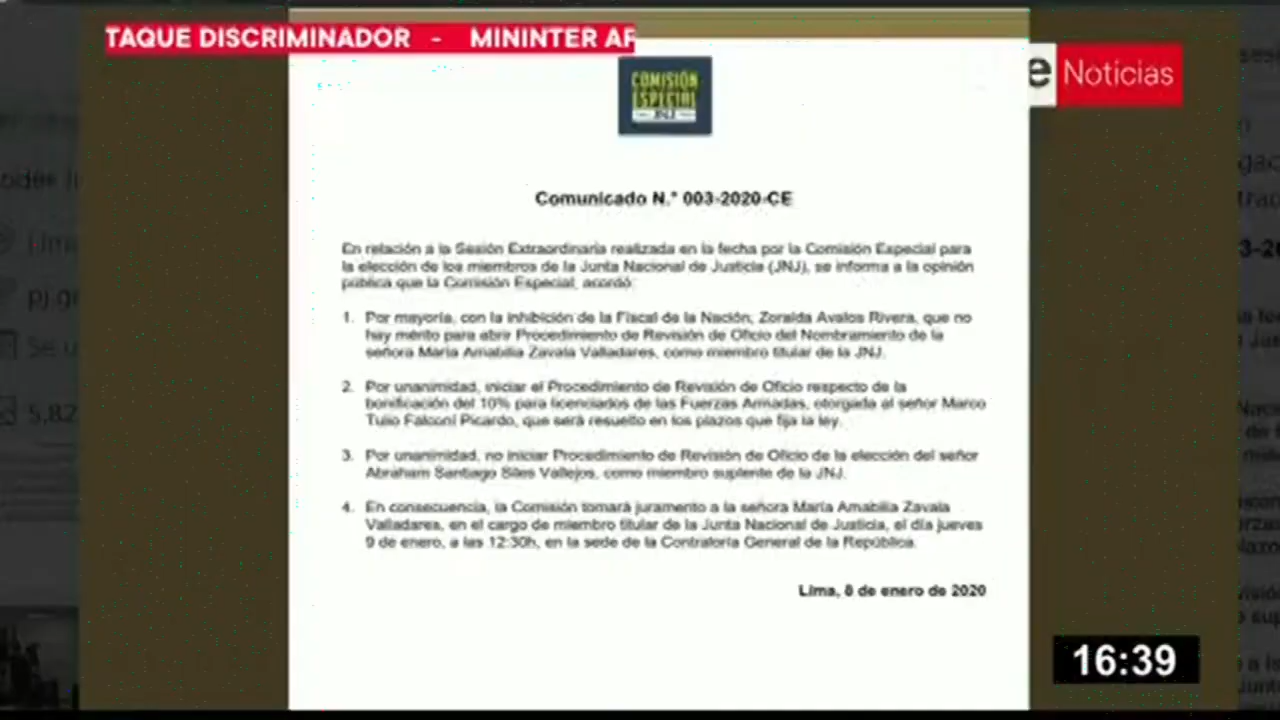 TAQUE DISCRIMINADOR - MININTER AF
e Noticias
COMISIÓN
ESPECIAL
Comunicado N.° 003-2020-CE
En relación a la Sesión Extraordinaria realizada en la fecha por la Comisión Especial para
la elección de los miembros de la Junta Nacional de Justicia (JNJ), se informa a la opinión
pública que la Comisión Especial, acordó:
1. Por mayoría, con la inhibición de la Fiscal de la Nación, Zoraida Avalos Rivera, que no
hay mérito para abrir Procedimiento de Revisión de Oficio del Nombramiento de la
señora María Amabilia Zavala Valladares, como miembro titular de la JNJ.
2. Por unanimidad, iniciar el Procedimiento de Revisión de Oficio respecto de la
bonificación del 10% para licenciados de las Fuerzas Armadas, otorgada al señor Marco
Tulio Falconí Picardo, que será resuelto en los plazos que fija la ley.
3. Por unanimidad, no iniciar Procedimiento de Revisión de Oficio de la elección del señor
Abraham Santiago Siles Vallejos, como miembro suplente de la JNJ.
4. En consecuencia, la Comisión tomará juramento a la señora María Amabilia Zavala
Valladares, en el cargo de miembro titular de la Junta Nacional de Justicia, el día jueves
9 de enero, a las 12:30h, en la sede de la Contraloría General de la República.
Lima, 8 de enero de 2020
16:39